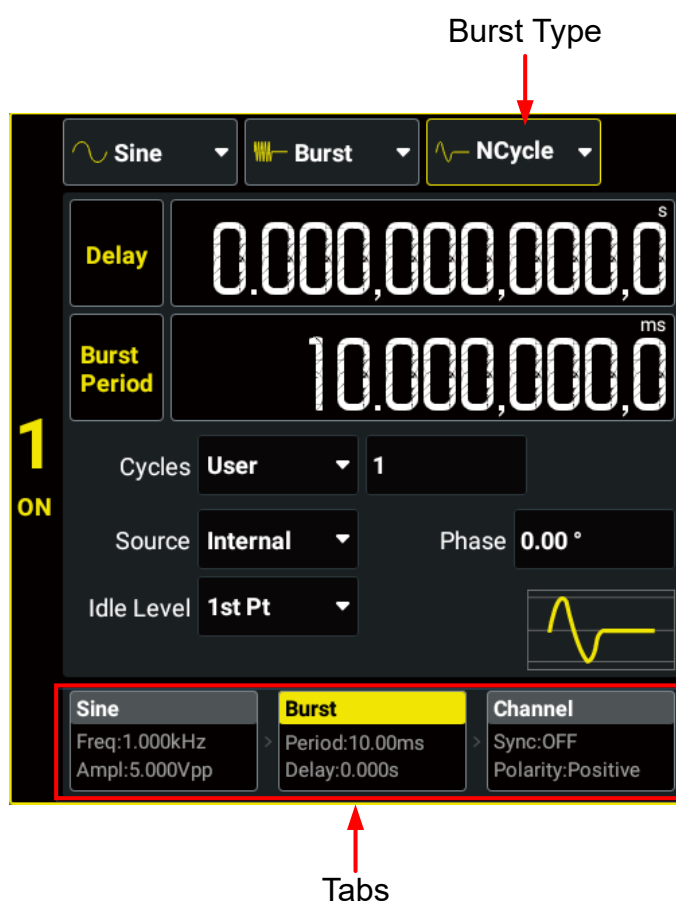 Burst Type
Sine Burst NCycle
s
Delay 0.000,000,000,0
ms
Burst Period 10.000,000,0
1
ON
Cycles User 1
Source Internal Phase 0.00 °
Idle Level 1st Pt
Sine
Freq:1.000kHz
Ampl:5.000Vpp
>
Burst
Period:10.00ms
Delay:0.000s
>
Channel
Sync:OFF
Polarity:Positive
Tabs